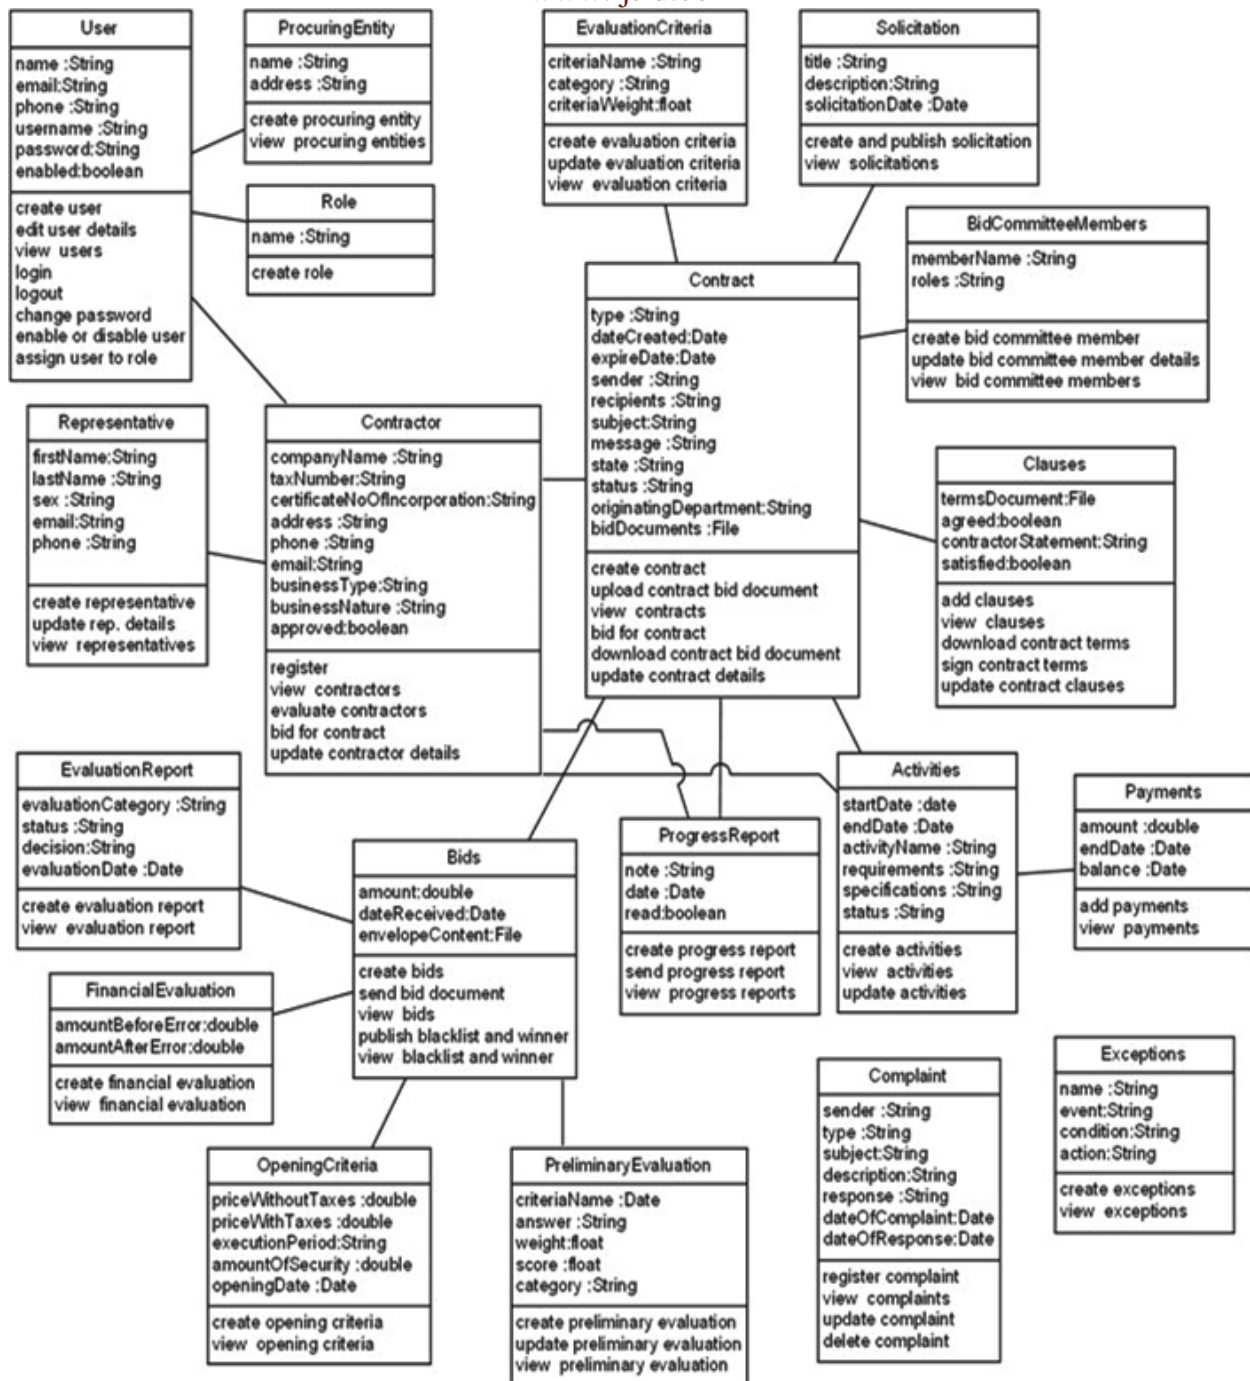 User
name :String
email:String
phone :String
username :String
password:String
enabled:boolean
create user
edit user details
view users
login
logout
change password
enable or disable user
assign user to role
ProcuringEntity
name :String
address :String
create procuring entity
view procuring entities
Role
name :String
create role
EvaluationCriteria
criteriaName :String
category :String
criteriaWeight:float
create evaluation criteria
update evaluation criteria
view evaluation criteria
Solicitation
title :String
description:String
solicitationDate :Date
create and publish solicitation
view solicitations
BidCommitteeMembers
memberName :String
roles :String
create bid committee member
update bid committee member details
view bid committee members
Contract
type :String
dateCreated:Date
expireDate:Date
sender :String
recipients :String
subject:String
message :String
state :String
status :String
originatingDepartment:String
bidDocuments :File
create contract
upload contract bid document
view contracts
bid for contract
download contract bid document
update contract details
Representative
firstName:String
lastName :String
sex :String
email:String
phone :String
create representative
update rep. details
view representatives
Contractor
companyName :String
taxNumber:String
certificateNoOfIncorporation:String
address :String
phone :String
email:String
businessType:String
businessNature :String
approved:boolean
register
view contractors
evaluate contractors
bid for contract
update contractor details
Clauses
termsDocument:File
agreed:boolean
contractorStatement:String
satisfied:boolean
add clauses
view clauses
download contract terms
sign contract terms
update contract clauses
EvaluationReport
evaluationCategory :String
status :String
decision:String
evaluationDate :Date
create evaluation report
view evaluation report
Bids
amount:double
dateReceived:Date
envelopeContent:File
create bids
send bid document
view bids
publish blacklist and winner
view blacklist and winner
ProgressReport
note :String
date :Date
read:boolean
create progress report
send progress report
view progress reports
Activities
startDate :date
endDate :Date
activityName :String
requirements :String
specifications :String
status :String
create activities
view activities
update activities
Payments
amount :double
endDate :Date
balance :Date
add payments
view payments
FinancialEvaluation
amountBeforeError:double
amountAfterError:double
create financial evaluation
view financial evaluation
OpeningCriteria
priceWithoutTaxes :double
priceWithTaxes :double
executionPeriod:String
amountOfSecurity :double
openingDate :Date
create opening criteria
view opening criteria
PreliminaryEvaluation
criteriaName :Date
answer :String
weight:float
score :float
category :String
create preliminary evaluation
update preliminary evaluation
view preliminary evaluation
Complaint
sender :String
type :String
subject:String
description:String
response :String
dateOfComplaint:Date
dateOfResponse:Date
register complaint
view complaints
update complaint
delete complaint
Exceptions
name :String
event:String
condition:String
action:String
create exceptions
view exceptions